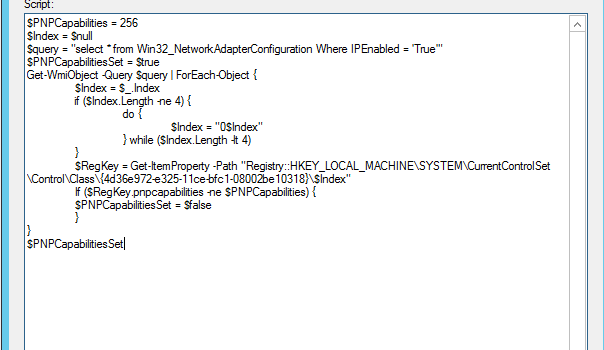 Script:
$PNPCapabilities = 256
$Index = $null
$query = "select * from Win32_NetworkAdapterConfiguration Where IPEnabled = 'True'"
$PNPCapabilitiesSet = $true
Get-WmiObject -Query $query | ForEach-Object {
$Index = $_.Index
if ($Index.Length -ne 4) {
do {
$Index = "0$Index"
} while ($Index.Length -lt 4)
}
$RegKey = Get-ItemProperty -Path "Registry::HKEY_LOCAL_MACHINE\SYSTEM\CurrentControlSet
\Control\Class\{4d36e972-e325-11ce-bfc1-08002be10318}\$Index"
If ($RegKey.pnpcapabilities -ne $PNPCapabilities) {
$PNPCapabilitiesSet = $false
}
}
$PNPCapabilitiesSet